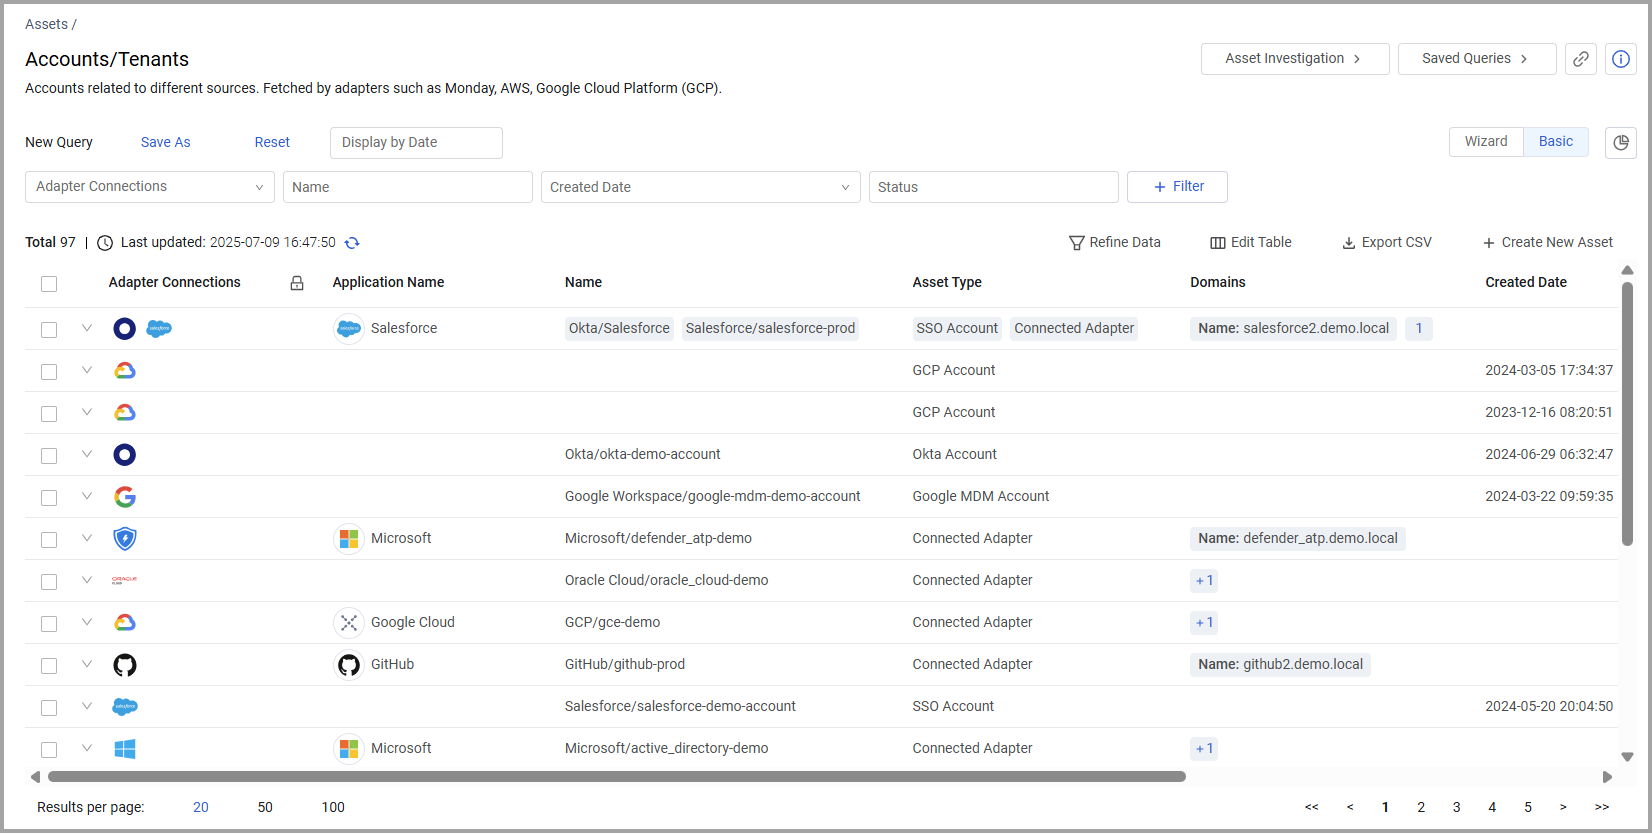 Assets /
Accounts/Tenants
Asset Investigation
Saved Queries
Accounts related to different sources. Fetched by adapters such as Monday, AWS, Google Cloud Platform (GCP).
New Query Save As Reset Display by Date Wizard Basic
Adapter Connections Name Created Date Status + Filter
Total 97 | Last updated: 2025-07-09 16:47:50 Refine Data Edit Table Export CSV + Create New Asset
Adapter Connections Application Name Name Asset Type Domains Created Date
salesforce salesforce Salesforce Okta/Salesforce Salesforce/salesforce-prod SSO Account Connected Adapter Name: salesforce2.demo.local 1
GCP Account 2024-03-05 17:34:37
GCP Account 2023-12-16 08:20:51
Okta/okta-demo-account Okta Account 2024-06-29 06:32:47
Google Workspace/google-mdm-demo-account Google MDM Account 2024-03-22 09:59:35
Microsoft Microsoft/defender_atp-demo Connected Adapter Name: defender_atp.demo.local
ORACLE CLOUD Oracle Cloud/oracle_cloud-demo Connected Adapter + 1
Google Cloud GCP/gce-demo Connected Adapter + 1
GitHub GitHub/github-prod Connected Adapter Name: github2.demo.local
salesforce Salesforce/salesforce-demo-account SSO Account 2024-05-20 20:04:50
Microsoft Microsoft/active_directory-demo Connected Adapter + 1
Results per page: 20 50 100 << < 1 2 3 4 5 > >>